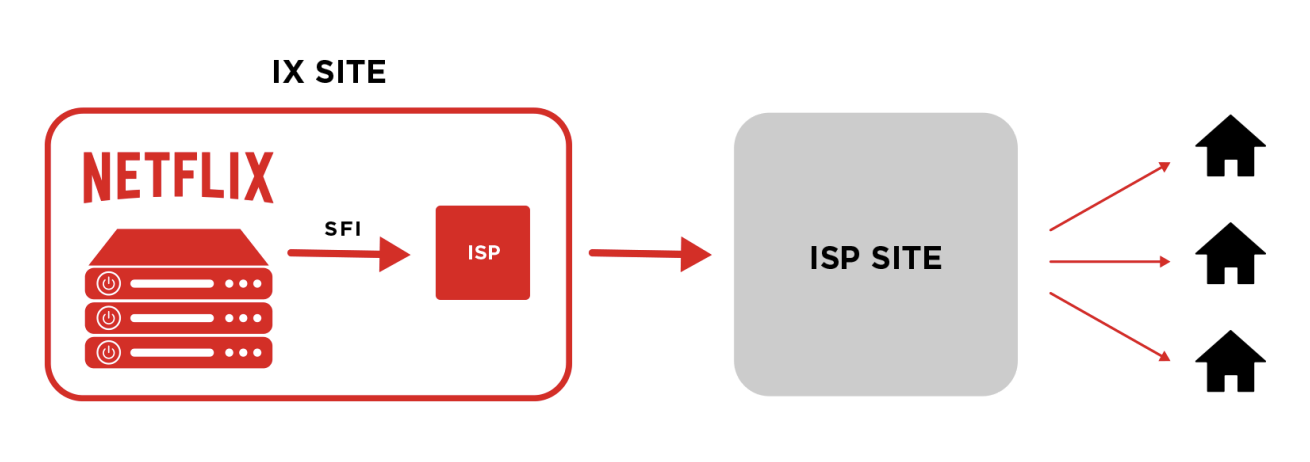 IX SITE
NETFLIX
SFI
ISP
ISP SITE